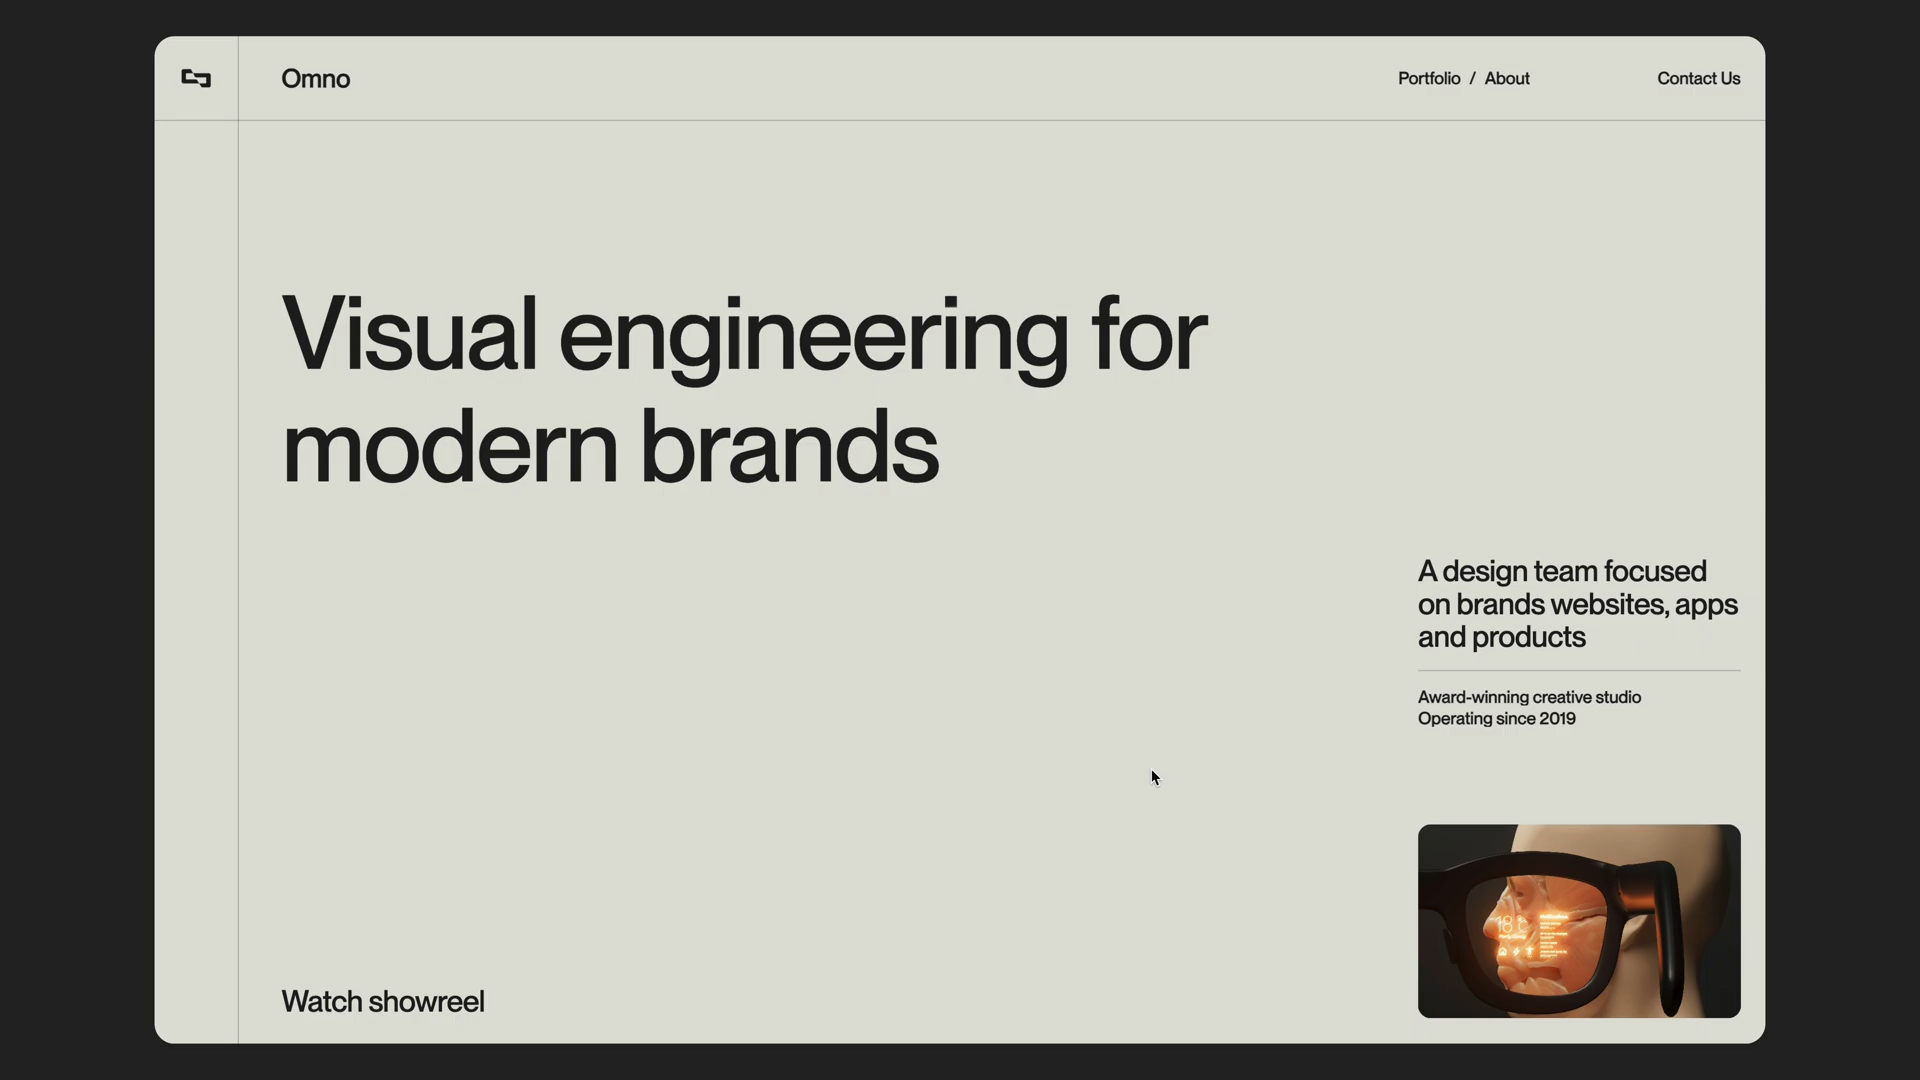 Omno
Portfolio / About
Contact Us
Visual engineering for
modern brands
A design team focused
on brands websites, apps
and products
Award-winning creative studio
Operating since 2019
18°C
Watch showreel